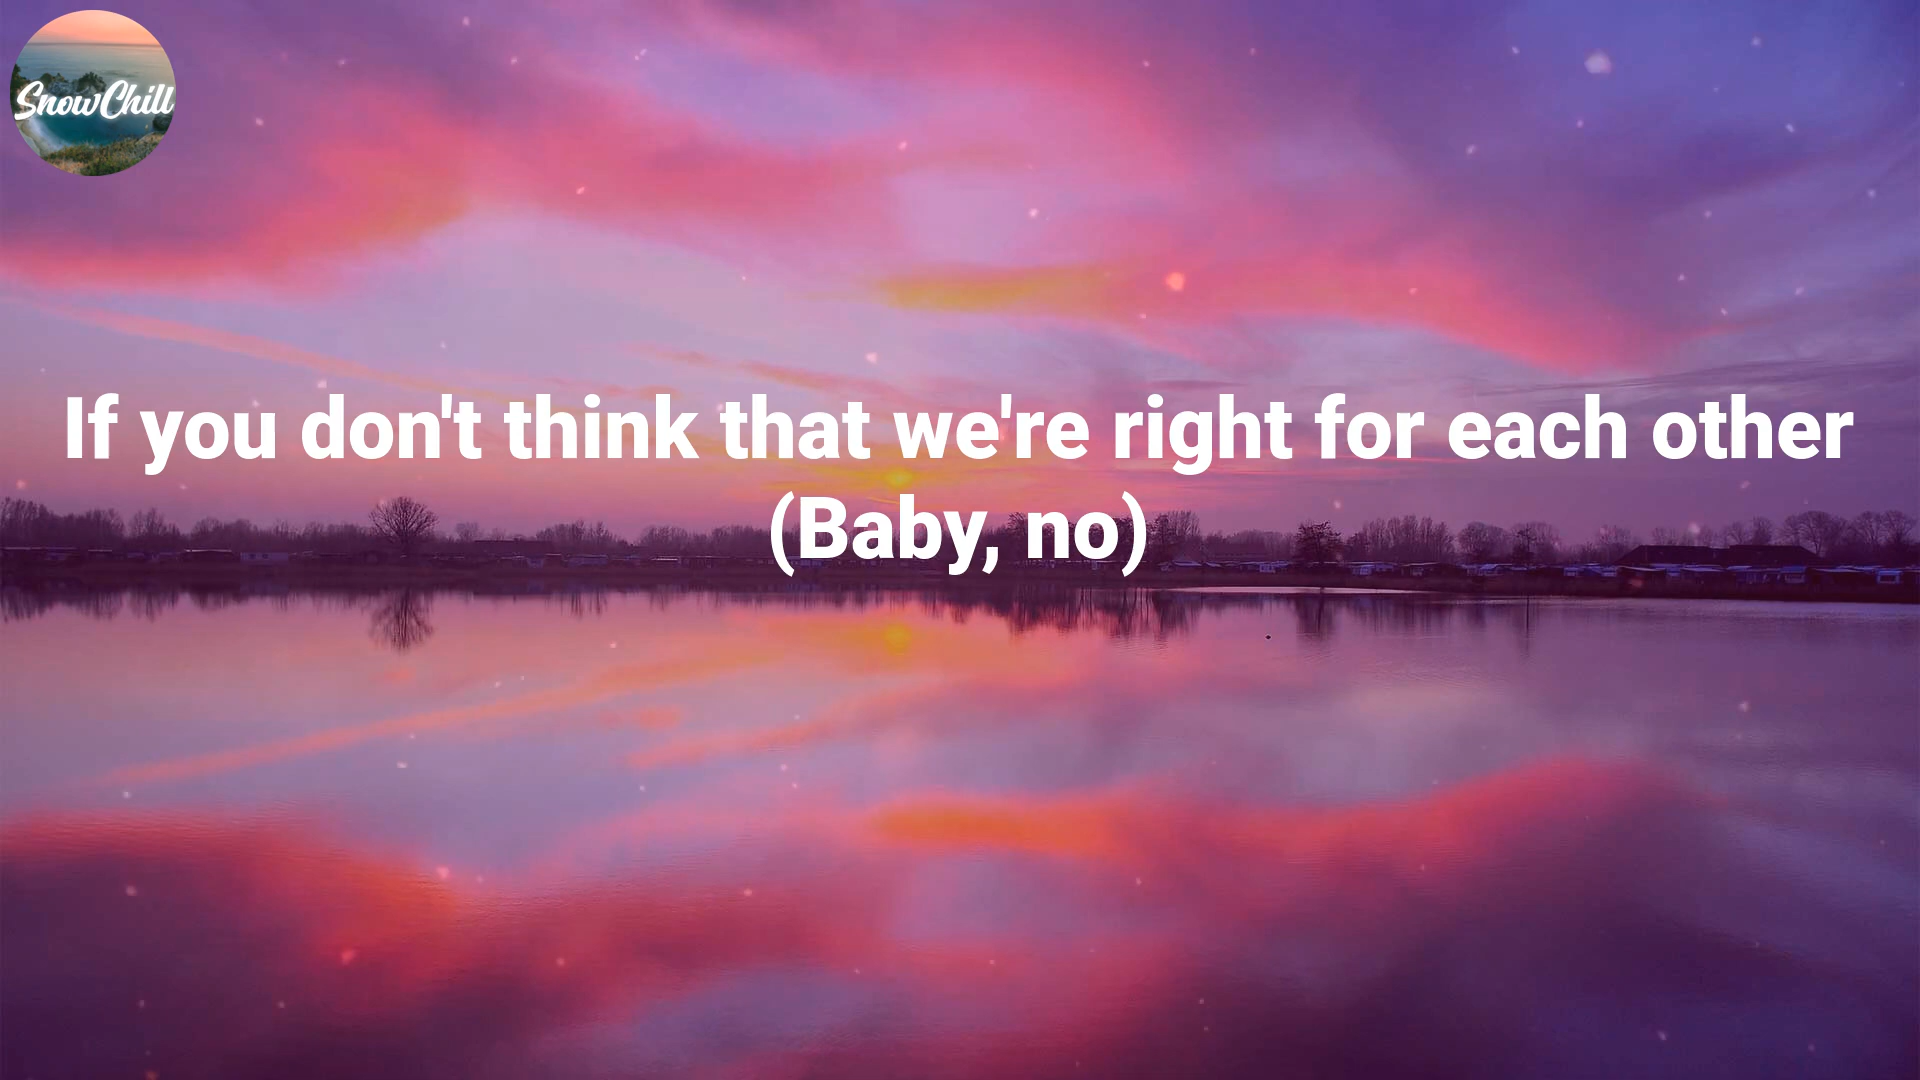 SnowChill
If you don't think that we're right for each other
(Baby, no)